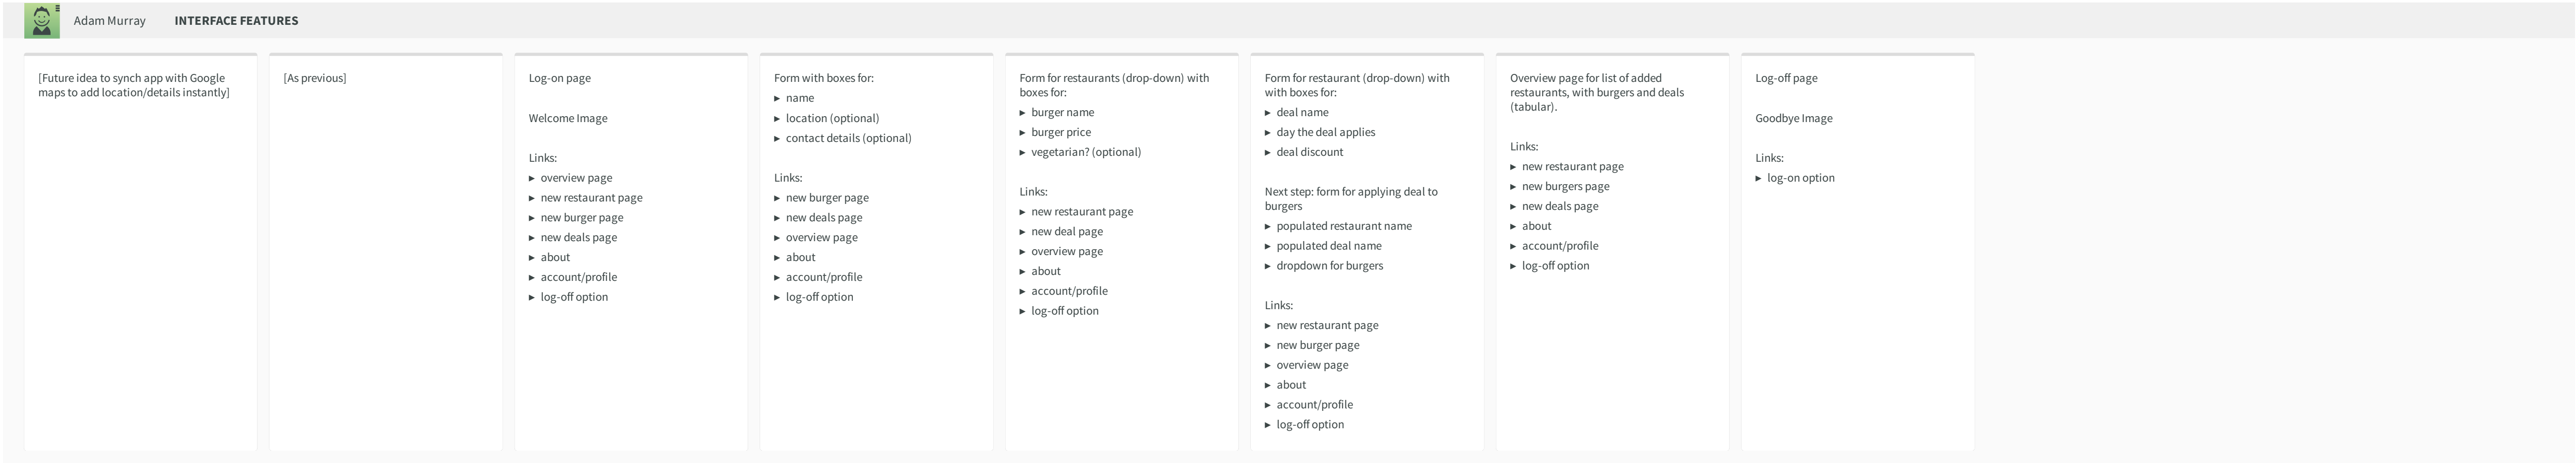 Adam Murray
INTERFACE FEATURES
[Future idea to synch app with Google
maps to add location/details instantly]
[As previous]
Log-on page
Welcome Image
Links:
► overview page
► new restaurant page
► new burger page
► new deals page
► about
► account/profile
► log-off option
Form with boxes for:
► name
► location (optional)
► contact details (optional)
Links:
► new burger page
► new deals page
► overview page
► about
► account/profile
► log-off option
Form for restaurants (drop-down) with
boxes for:
► burger name
► burger price
► vegetarian? (optional)
Links:
► new restaurant page
► new deal page
► overview page
► about
► account/profile
► log-off option
Form for restaurant (drop-down) with
with boxes for:
► deal name
► day the deal applies
► deal discount
Next step: form for applying deal to
burgers
► populated restaurant name
► populated deal name
► dropdown for burgers
Links:
► new restaurant page
► new burger page
► overview page
► about
► account/profile
► log-off option
Overview page for list of added
restaurants, with burgers and deals
(tabular).
Links:
► new restaurant page
► new burgers page
► new deals page
► about
► account/profile
► log-off option
Log-off page
Goodbye Image
Links:
► log-on option